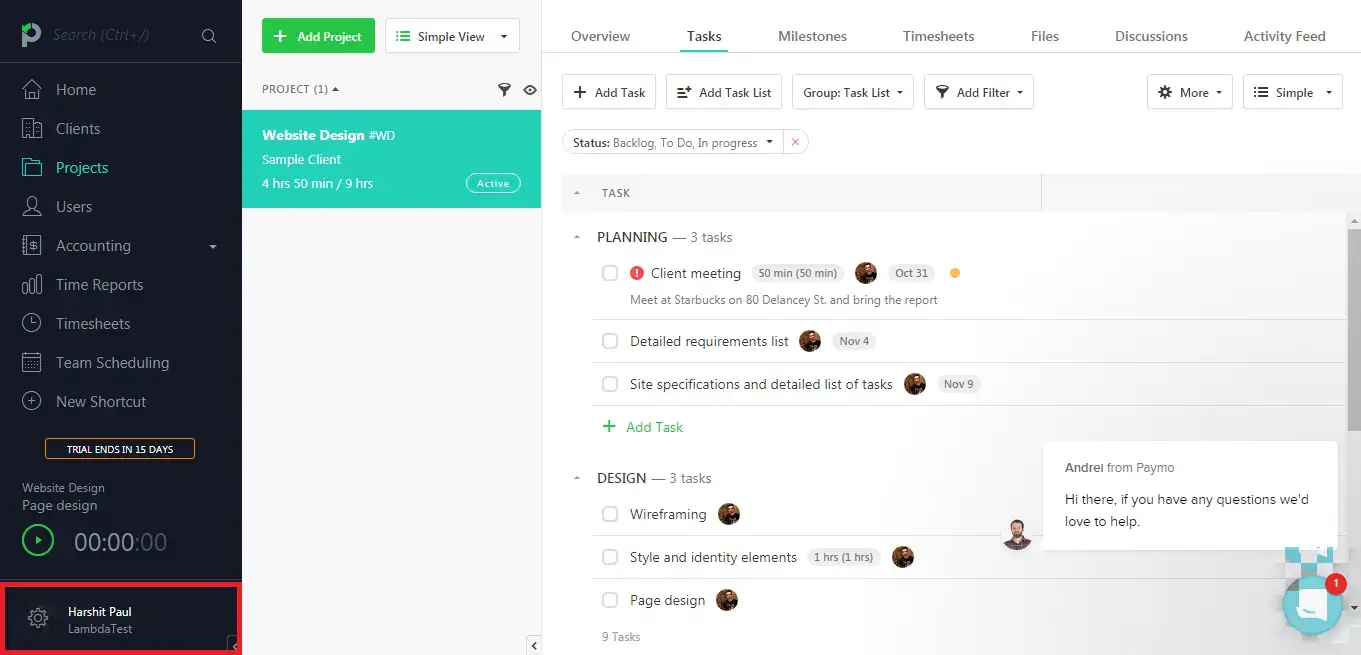 Search (Ctrl+/)
Home
Clients
Projects
Users
Accounting
Time Reports
Timesheets
Team Scheduling
New Shortcut
TRIAL ENDS IN 15 DAYS
Website Design
Page design
00:00:00
Harshit Paul
LambdaTest
+ Add Project
Simple View
PROJECT (1)
Website Design #WD
Sample Client
4 hrs 50 min / 9 hrs
Active
Overview
Tasks
Milestones
Timesheets
Files
Discussions
Activity Feed
+ Add Task
Add Task List
Group: Task List
Add Filter
More
Simple
Status: Backlog, To Do, In progress
TASK
PLANNING — 3 tasks
Client meeting 50 min (50 min) Oct 31
Meet at Starbucks on 80 Delancey St. and bring the report
Detailed requirements list Nov 4
Site specifications and detailed list of tasks Nov 9
+ Add Task
DESIGN — 3 tasks
Wireframing
Style and identity elements 1 hrs (1 hrs)
Page design
9 Tasks
Andrei from Paymo
Hi there, if you have any questions we'd
love to help.
1